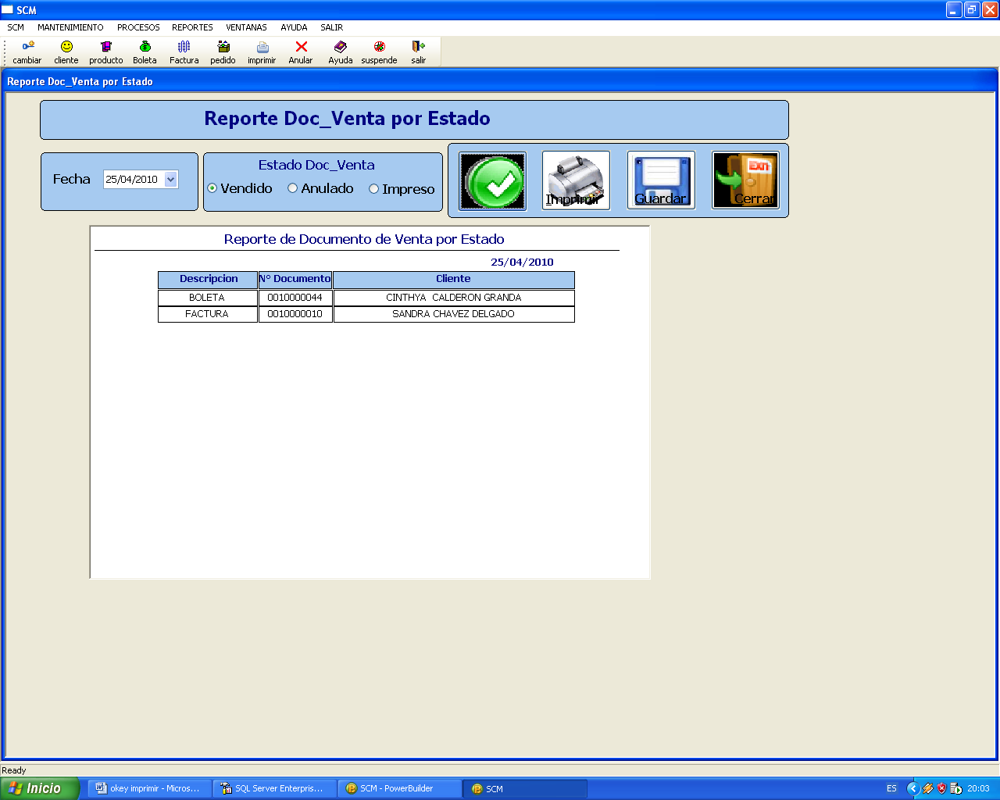 SCM
SCM MANTENIMIENTO PROCESOS REPORTES VENTANAS AYUDA SALIR
cambiar cliente producto Boleta Factura pedido imprimir Anular Ayuda suspende salir
Reporte Doc_Venta por Estado
Reporte Doc_Venta por Estado
Fecha 25/04/2010
Estado Doc_Venta
Vendido Anulado Impreso
EXIT
Imprimir Guardar Cerrar
Reporte de Documento de Venta por Estado
25/04/2010
Descripcion Nº Documento Cliente
BOLETA 0010000044 CINTHYA CALDERON GRANDA
FACTURA 0010000010 SANDRA CHAVEZ DELGADO
Ready
Inicio okey imprimir - Micros... SQL Server Enterpris... SCM - PowerBuilder SCM ES 20:03